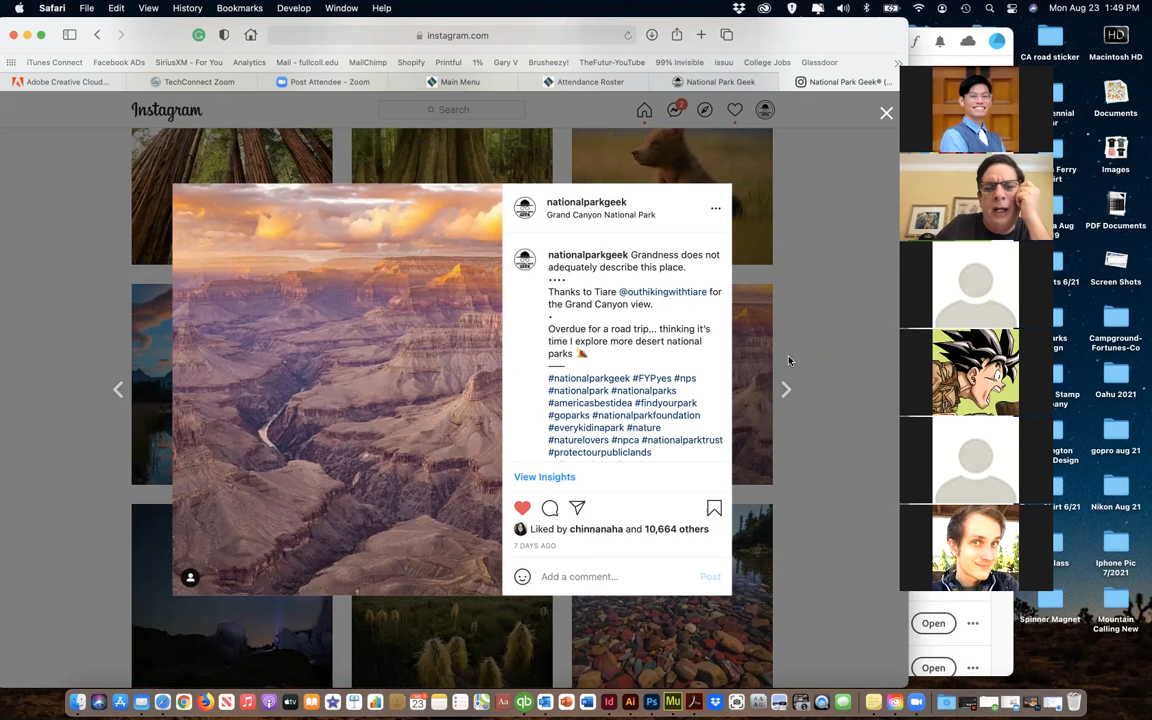 Safari File Edit View History Bookmarks Develop Window Help
Mon Aud 23 1:49 PM
instagram.com
iTunes Connect Facebook ADs SiriusXM - For You Analytics Shopify Printful 1% Gary V Brusheezy! TheFutur-YouTube 99% Invisible issuu College Jobs Glassdoor
Mail - fullcoll.edu MailChimp
Adobe Creative Cloud... TechConnect Zoom Post Attendee - Zoom Main Menu Attendance Roster National Park Geek National Park Geek® (...
Instagram
Search
2
nationalparkgeek
Grand Canyon National Park
nationalparkgeek Grandness does not
adequately describe this place.
••••
Thanks to Tiare @outhikingwithtiare for
the Grand Canyon view.
•
Overdue for a road trip... thinking it's
time I explore more desert national
parks
#nationalparkgeek #FYPyes #nps
#nationalpark #nationalparks
#americasbestidea #findyourpark
#goparks #nationalparkfoundation
#everykidinapark #nature
#naturelovers #npca #nationalparktrust
#protectourpubliclands
View Insights
Liked by chinnanaha and 10,664 others
7 DAYS AGO
Add a comment... Post
Open
Open
CA road sticker
Macintosh HD
HD
Documents
Images
PDF Documents
Screen Shots
Campground-
Fortunes-Co
Oahu 2021
gopro aug 21
Nikon Aug 21
Iphone Pic
7/2021
Spinner Magnet
Mountain
Calling New